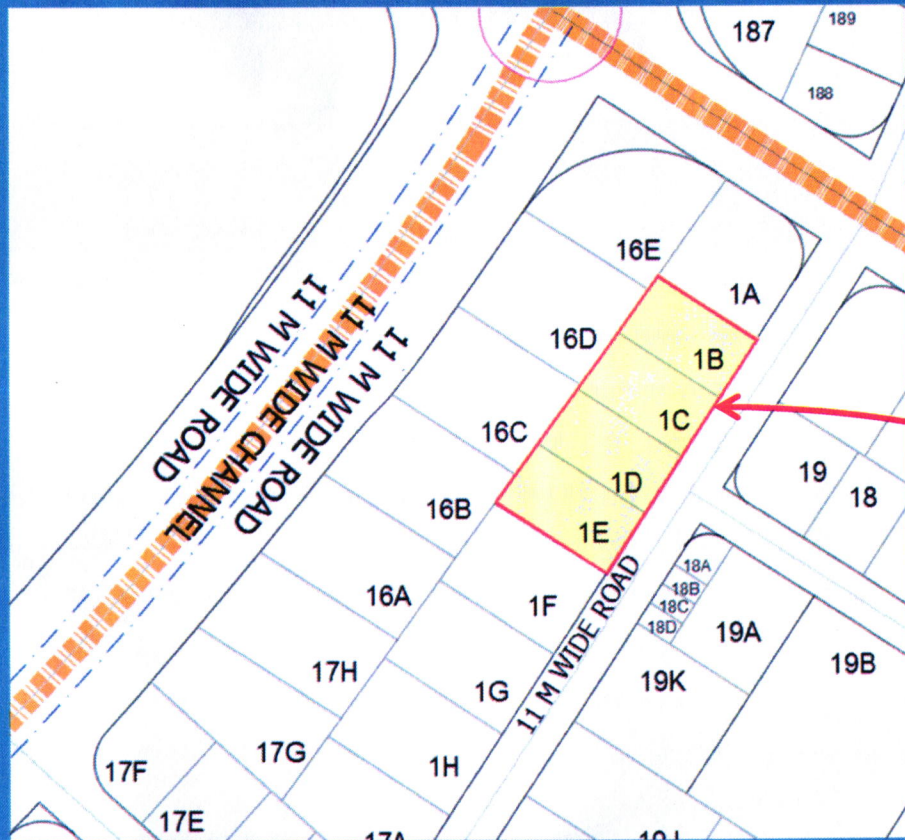 187
189
188
16E
1A
16D
1B
1C
16C
1D
16B
1E
16A
1F
17H
1G
17G
1H
17F
17E
11 M WIDE ROAD
11 M WIDE CHANNEL
11 M WIDE ROAD
11 M WIDE ROAD
19
18
18A
18B
18C
18D
19A
19K
19B